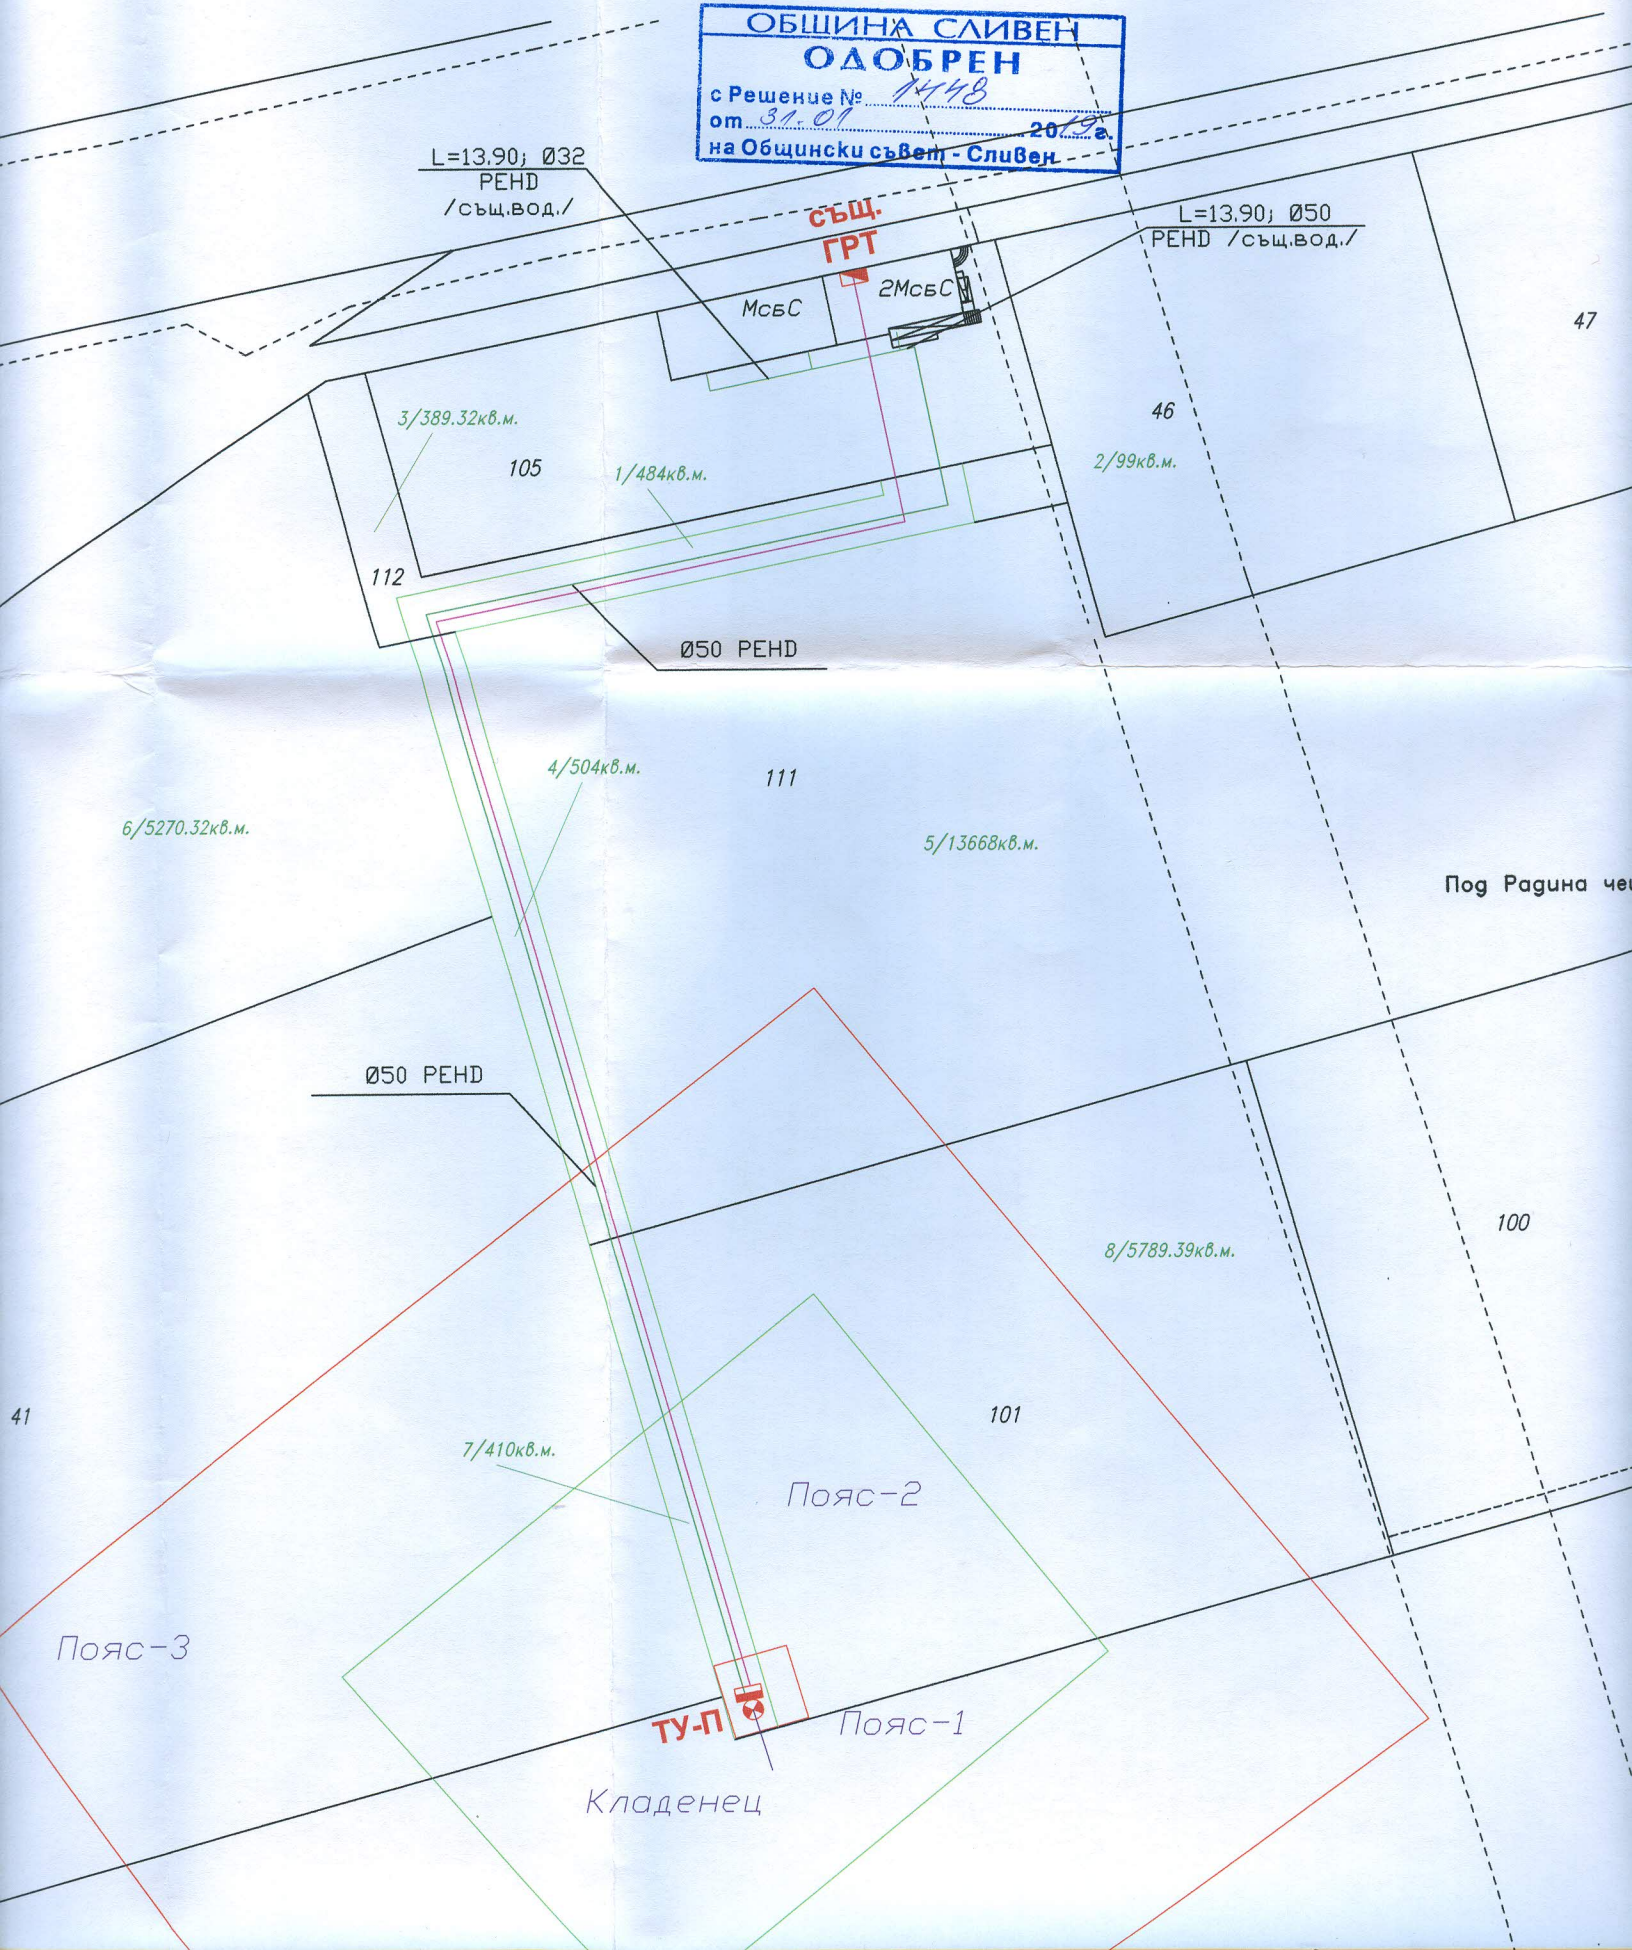 ОБЩИНА СЛИВЕН
ОДОБРЕН
с Решение № 1448
от 31.01 2019 г.
на Общински съвет - Сливен
L=13.90; Ø32
PEHD
/същ.вод./
същ.
ГРТ
L=13.90; Ø50
PEHD /същ.вод./
МсбС
2МсбС
47
46
3/389.32кв.м.
105
1/484кв.м.
2/99кв.м.
112
Ø50 PEHD
4/504кв.м.
111
6/5270.32кв.м.
5/13668кв.м.
Под Радина
Ø50 PEHD
100
8/5789.39кв.м.
41
101
7/410кв.м.
Пояс-2
Пояс-3
ТУ-П
Пояс-1
Кладенец